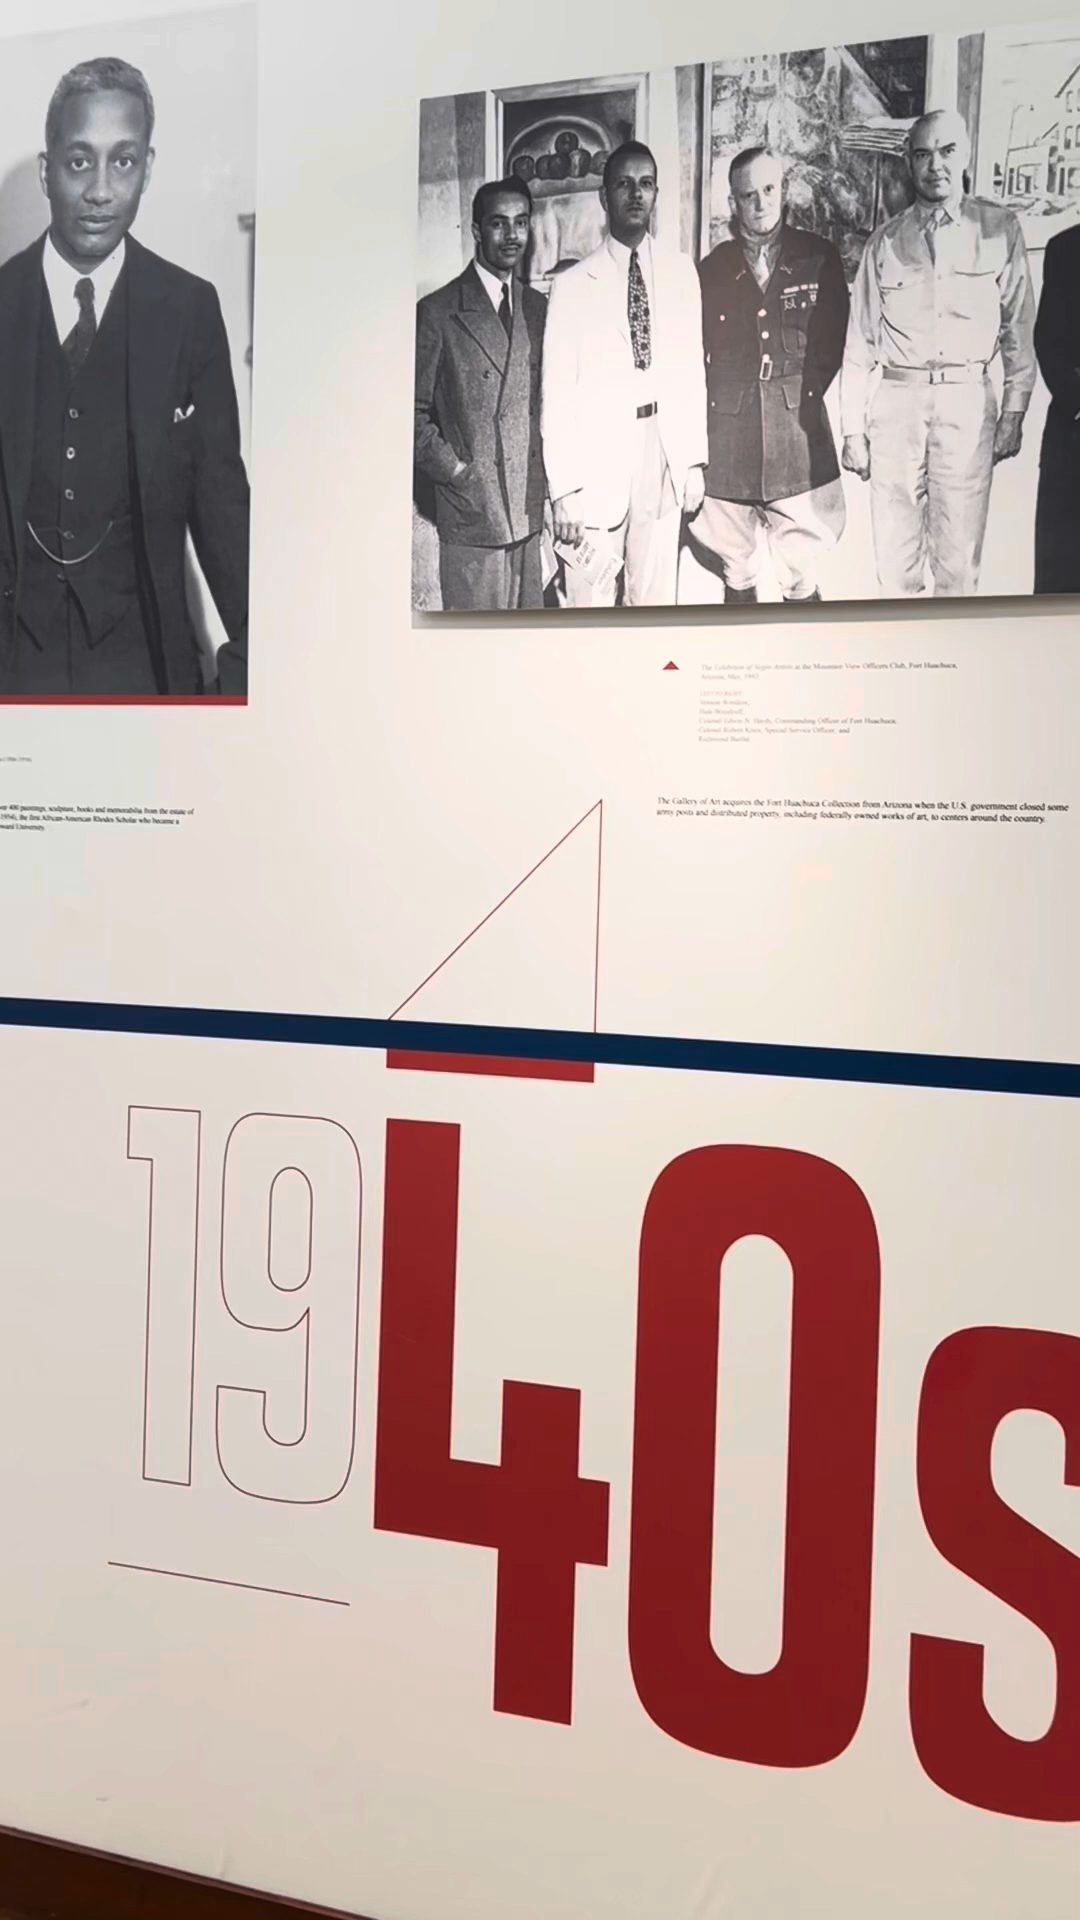 The Exhibition of Negro Artists at the Mountain View Officers Club, Fort Huachuca,
Arizona, May, 1943
LEFT TO RIGHT
Vernon Winslow,
Hale Woodruff,
Colonel Edwin N. Hardy, Commanding Officer of Fort Huachuca;
Colonel Robert Knox, Special Service Officer; and
Richmond Barthé
er 400 paintings, sculpture, books and memorabilia from the estate of
1954), the first African-American Rhodes Scholar who became a
ward University.
The Gallery of Art acquires the Fort Huachuca Collection from Arizona when the U.S. government closed some
army posts and distributed property, including federally owned works of art, to centers around the country.
1940s